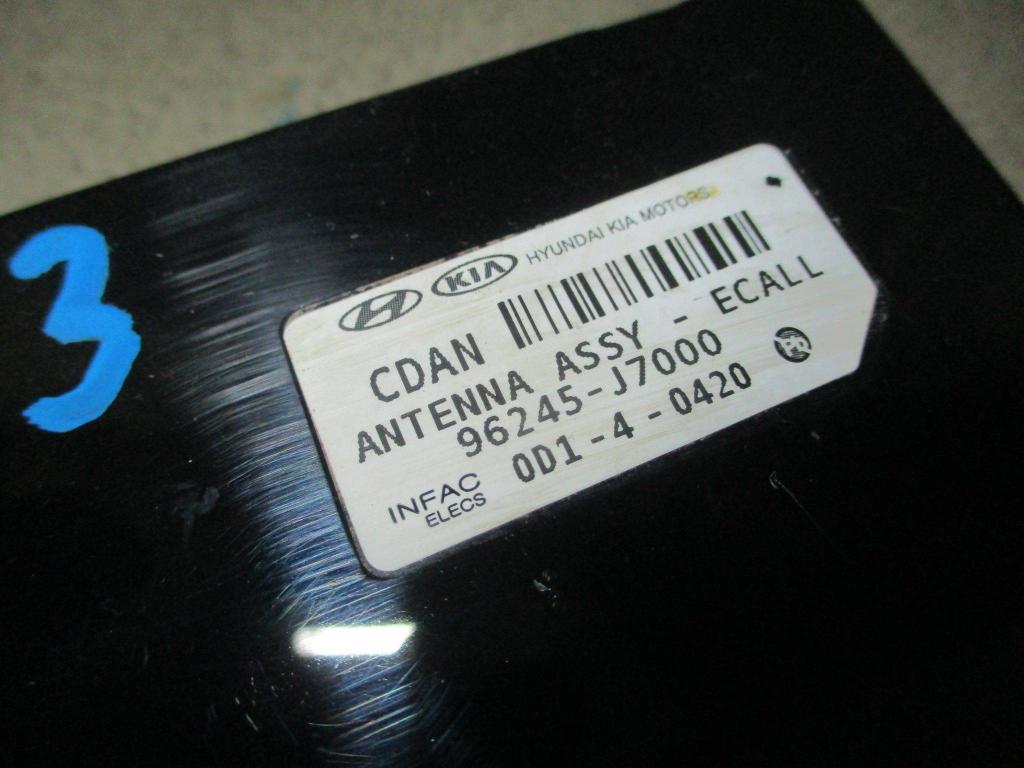 3
KIA HYUNDAI KIA MOTORS
CDAN
ANTENNA ASSY - ECALL
96245-J7000
0D1-4-0420
INFAC
ELECS